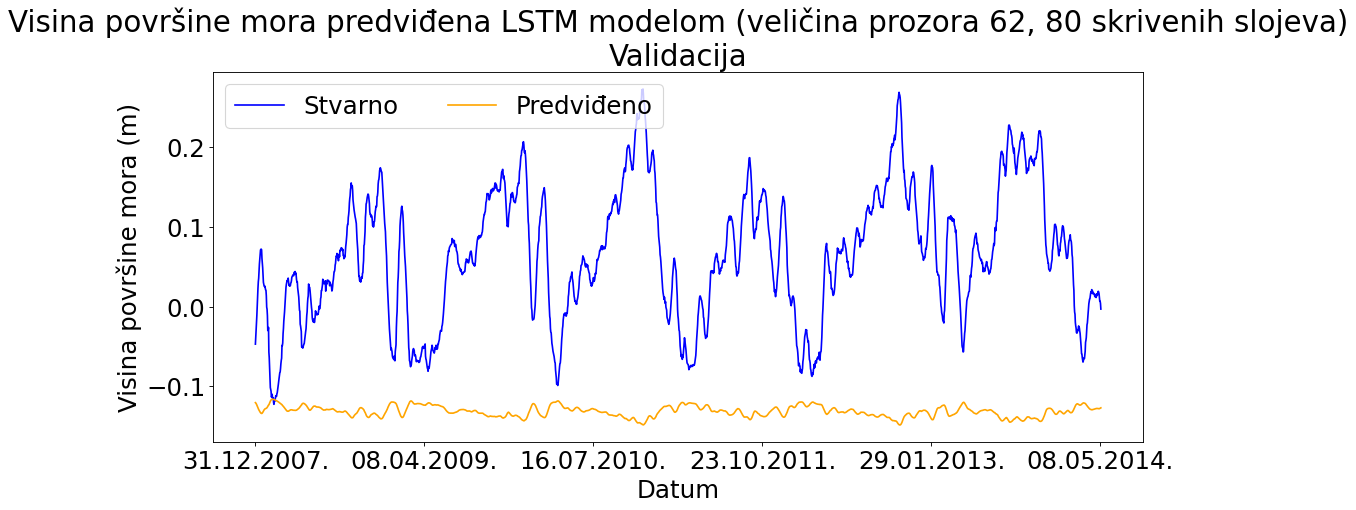 Visina površine mora predviđena LSTM modelom (veličina prozora 62, 80 skrivenih slojeva)
Validacija
Stvarno Predviđeno
Visina površine mora (m)
0.2
0.1
0.0
−0.1
31.12.2007. 08.04.2009. 16.07.2010. 23.10.2011. 29.01.2013. 08.05.2014.
Datum